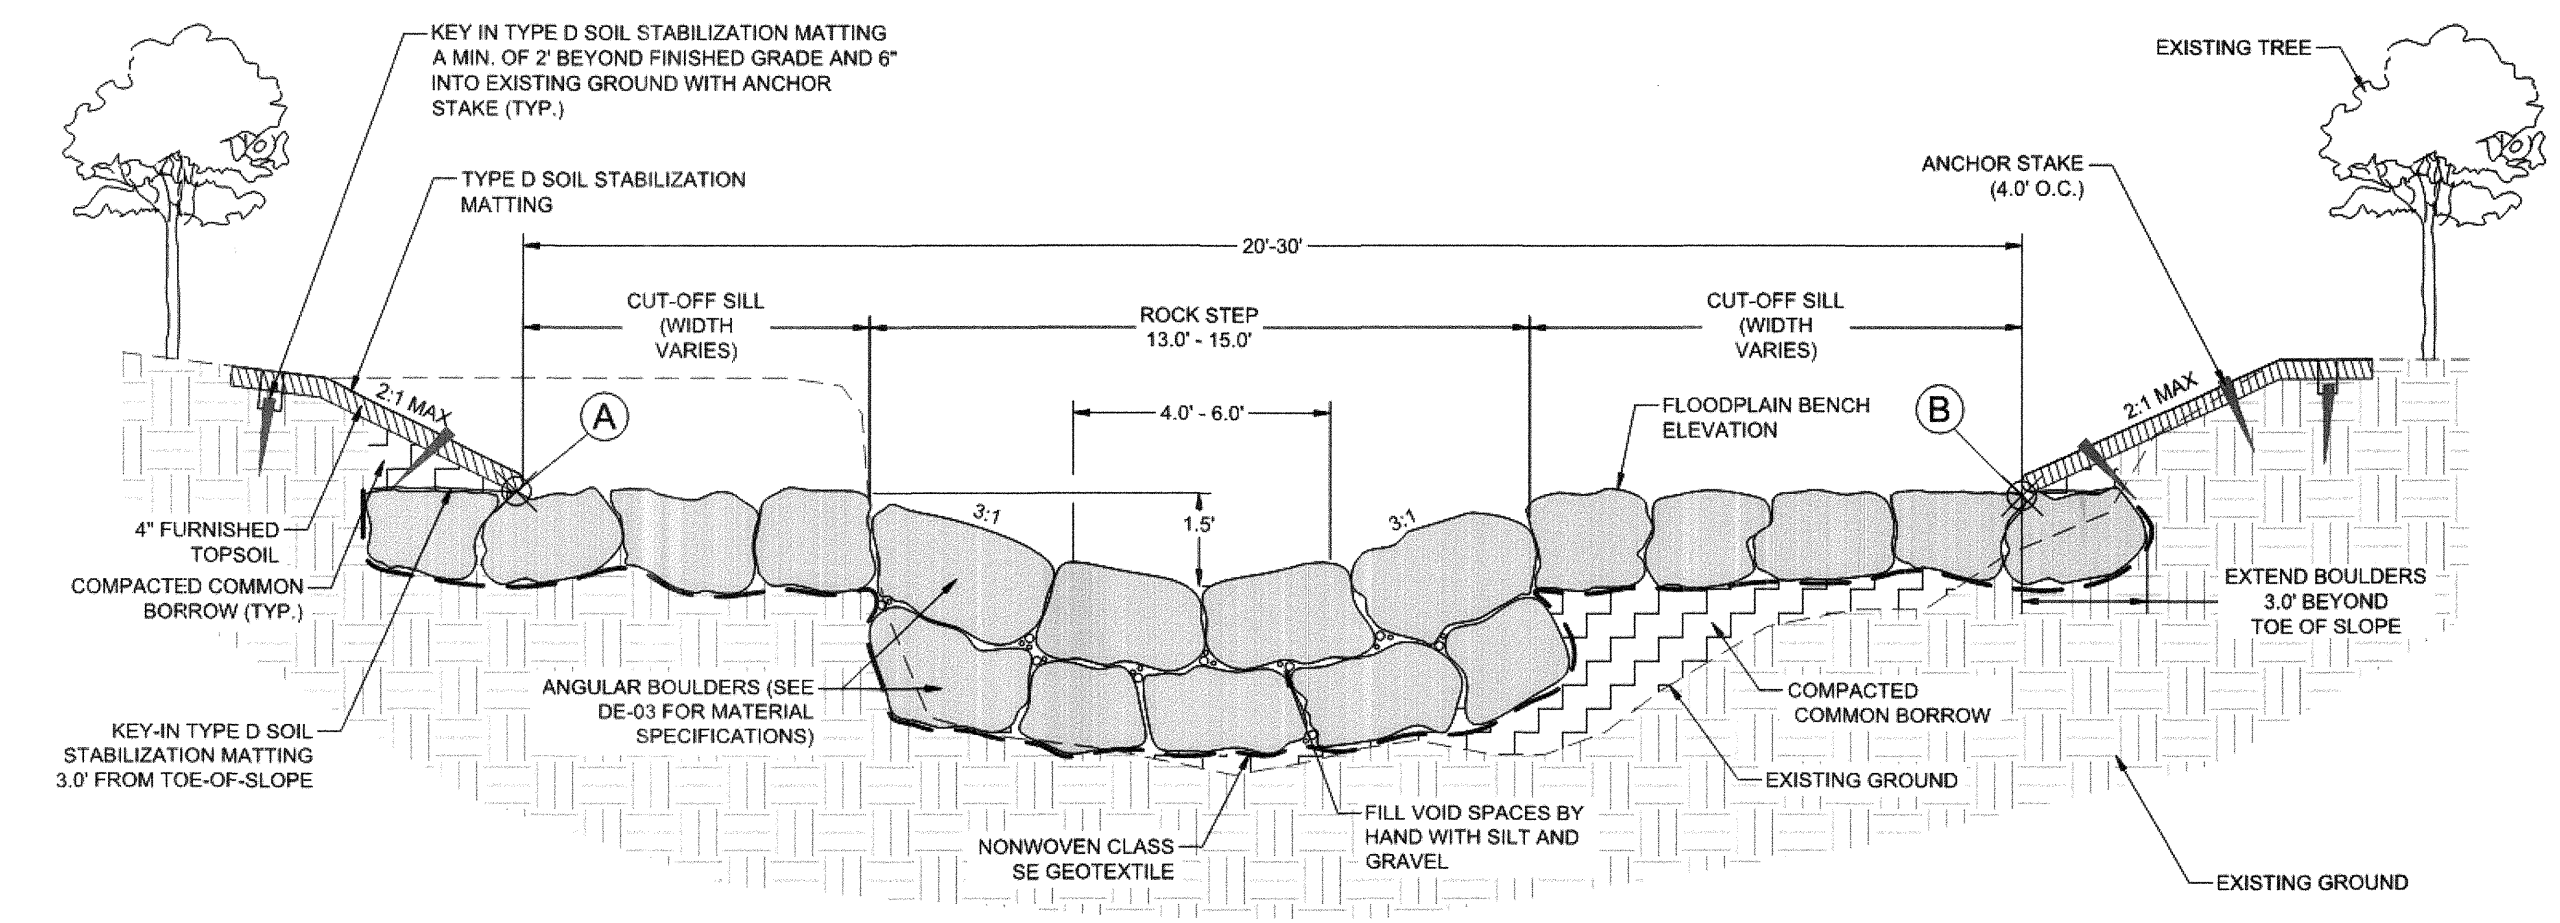 KEY IN TYPE D SOIL STABILIZATION MATTING
A MIN. OF 2' BEYOND FINISHED GRADE AND 6"
INTO EXISTING GROUND WITH ANCHOR
STAKE (TYP.)
EXISTING TREE
TYPE D SOIL STABILIZATION
MATTING
ANCHOR STAKE
(4.0' O.C.)
20'-30'
CUT-OFF SILL
(WIDTH
VARIES)
ROCK STEP
13.0' - 15.0'
CUT-OFF SILL
(WIDTH
VARIES)
2:1 MAX
A
4.0' - 6.0'
FLOODPLAIN BENCH
ELEVATION
B
2:1 MAX
3:1
1.5'
3:1
4" FURNISHED
TOPSOIL
COMPACTED COMMON
BORROW (TYP.)
EXTEND BOULDERS
3.0' BEYOND
TOE OF SLOPE
ANGULAR BOULDERS (SEE
DE-03 FOR MATERIAL
SPECIFICATIONS)
COMPACTED
COMMON BORROW
KEY-IN TYPE D SOIL
STABILIZATION MATTING
3.0' FROM TOE-OF-SLOPE
EXISTING GROUND
FILL VOID SPACES BY
HAND WITH SILT AND
GRAVEL
NONWOVEN CLASS
SE GEOTEXTILE
EXISTING GROUND